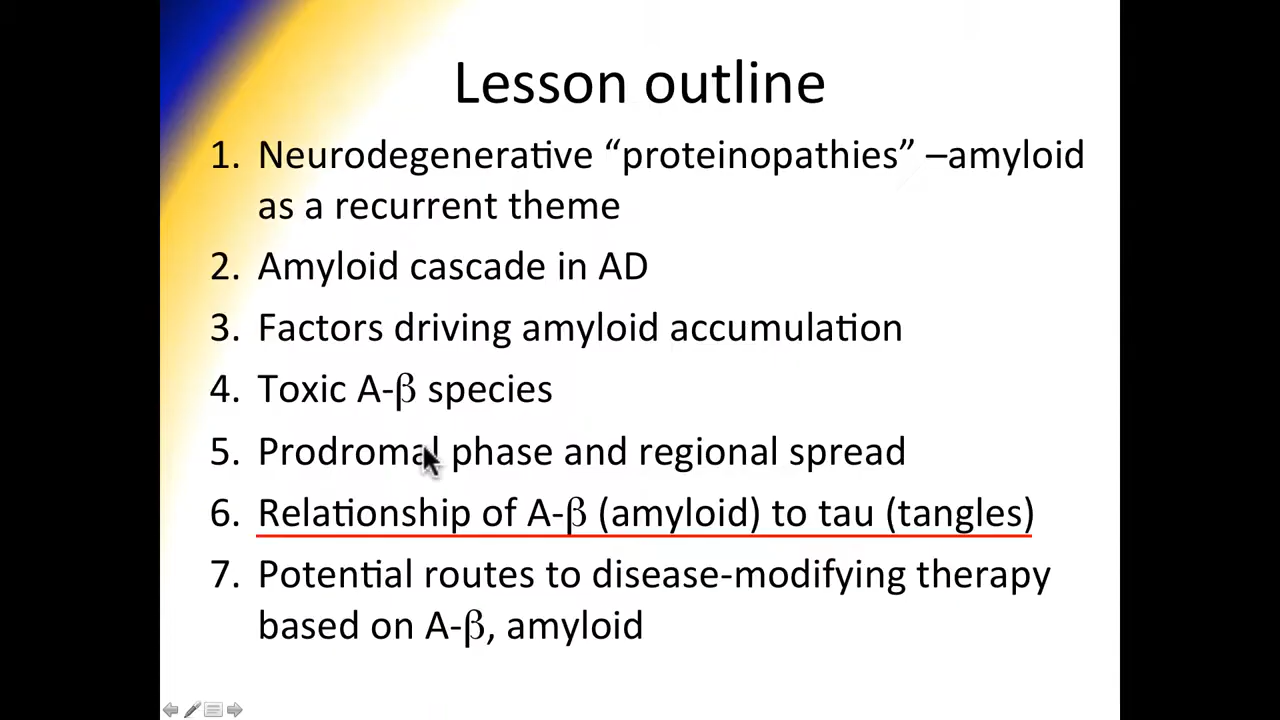 Lesson outline
1. Neurodegenerative “proteinopathies” –amyloid
as a recurrent theme
2. Amyloid cascade in AD
3. Factors driving amyloid accumulation
4. Toxic A-β species
5. Prodromal phase and regional spread
6. Relationship of A-β (amyloid) to tau (tangles)
7. Potential routes to disease-modifying therapy
based on A-β, amyloid